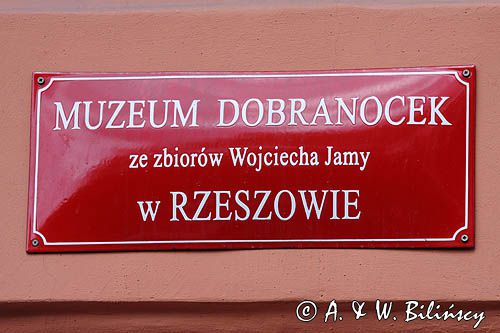 MUZEUM DOBRANOCEK
ze zbiorów Wojciecha Jamy
w RZESZOWIE
© A. & W. Bilińscy